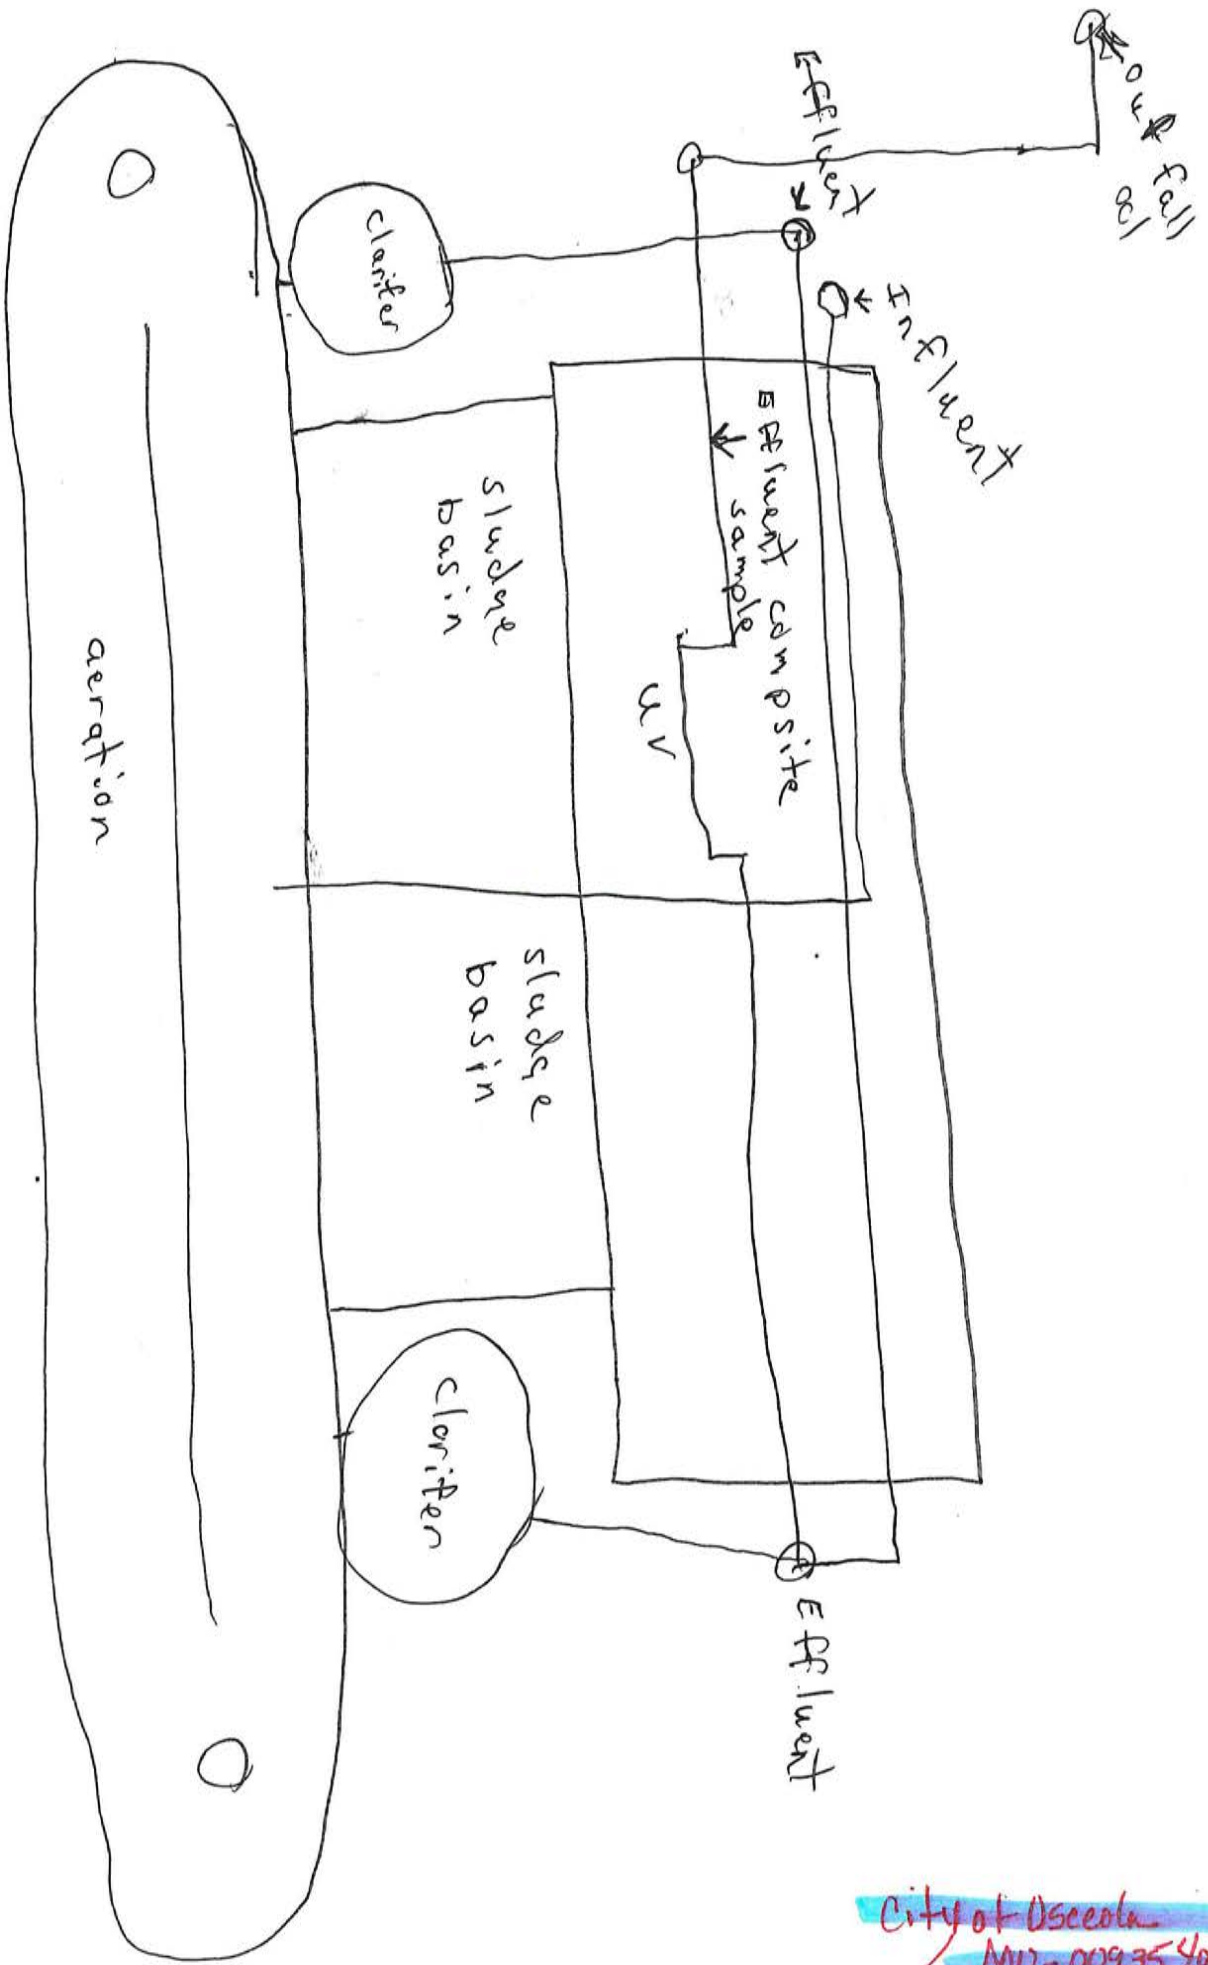 outfall
001
Effluent
Influent
Clarifer
Effluent composite
sample
sludge
basin
UV
aeration
sludge
basin
Clarifer
Effluent
City of Osceola